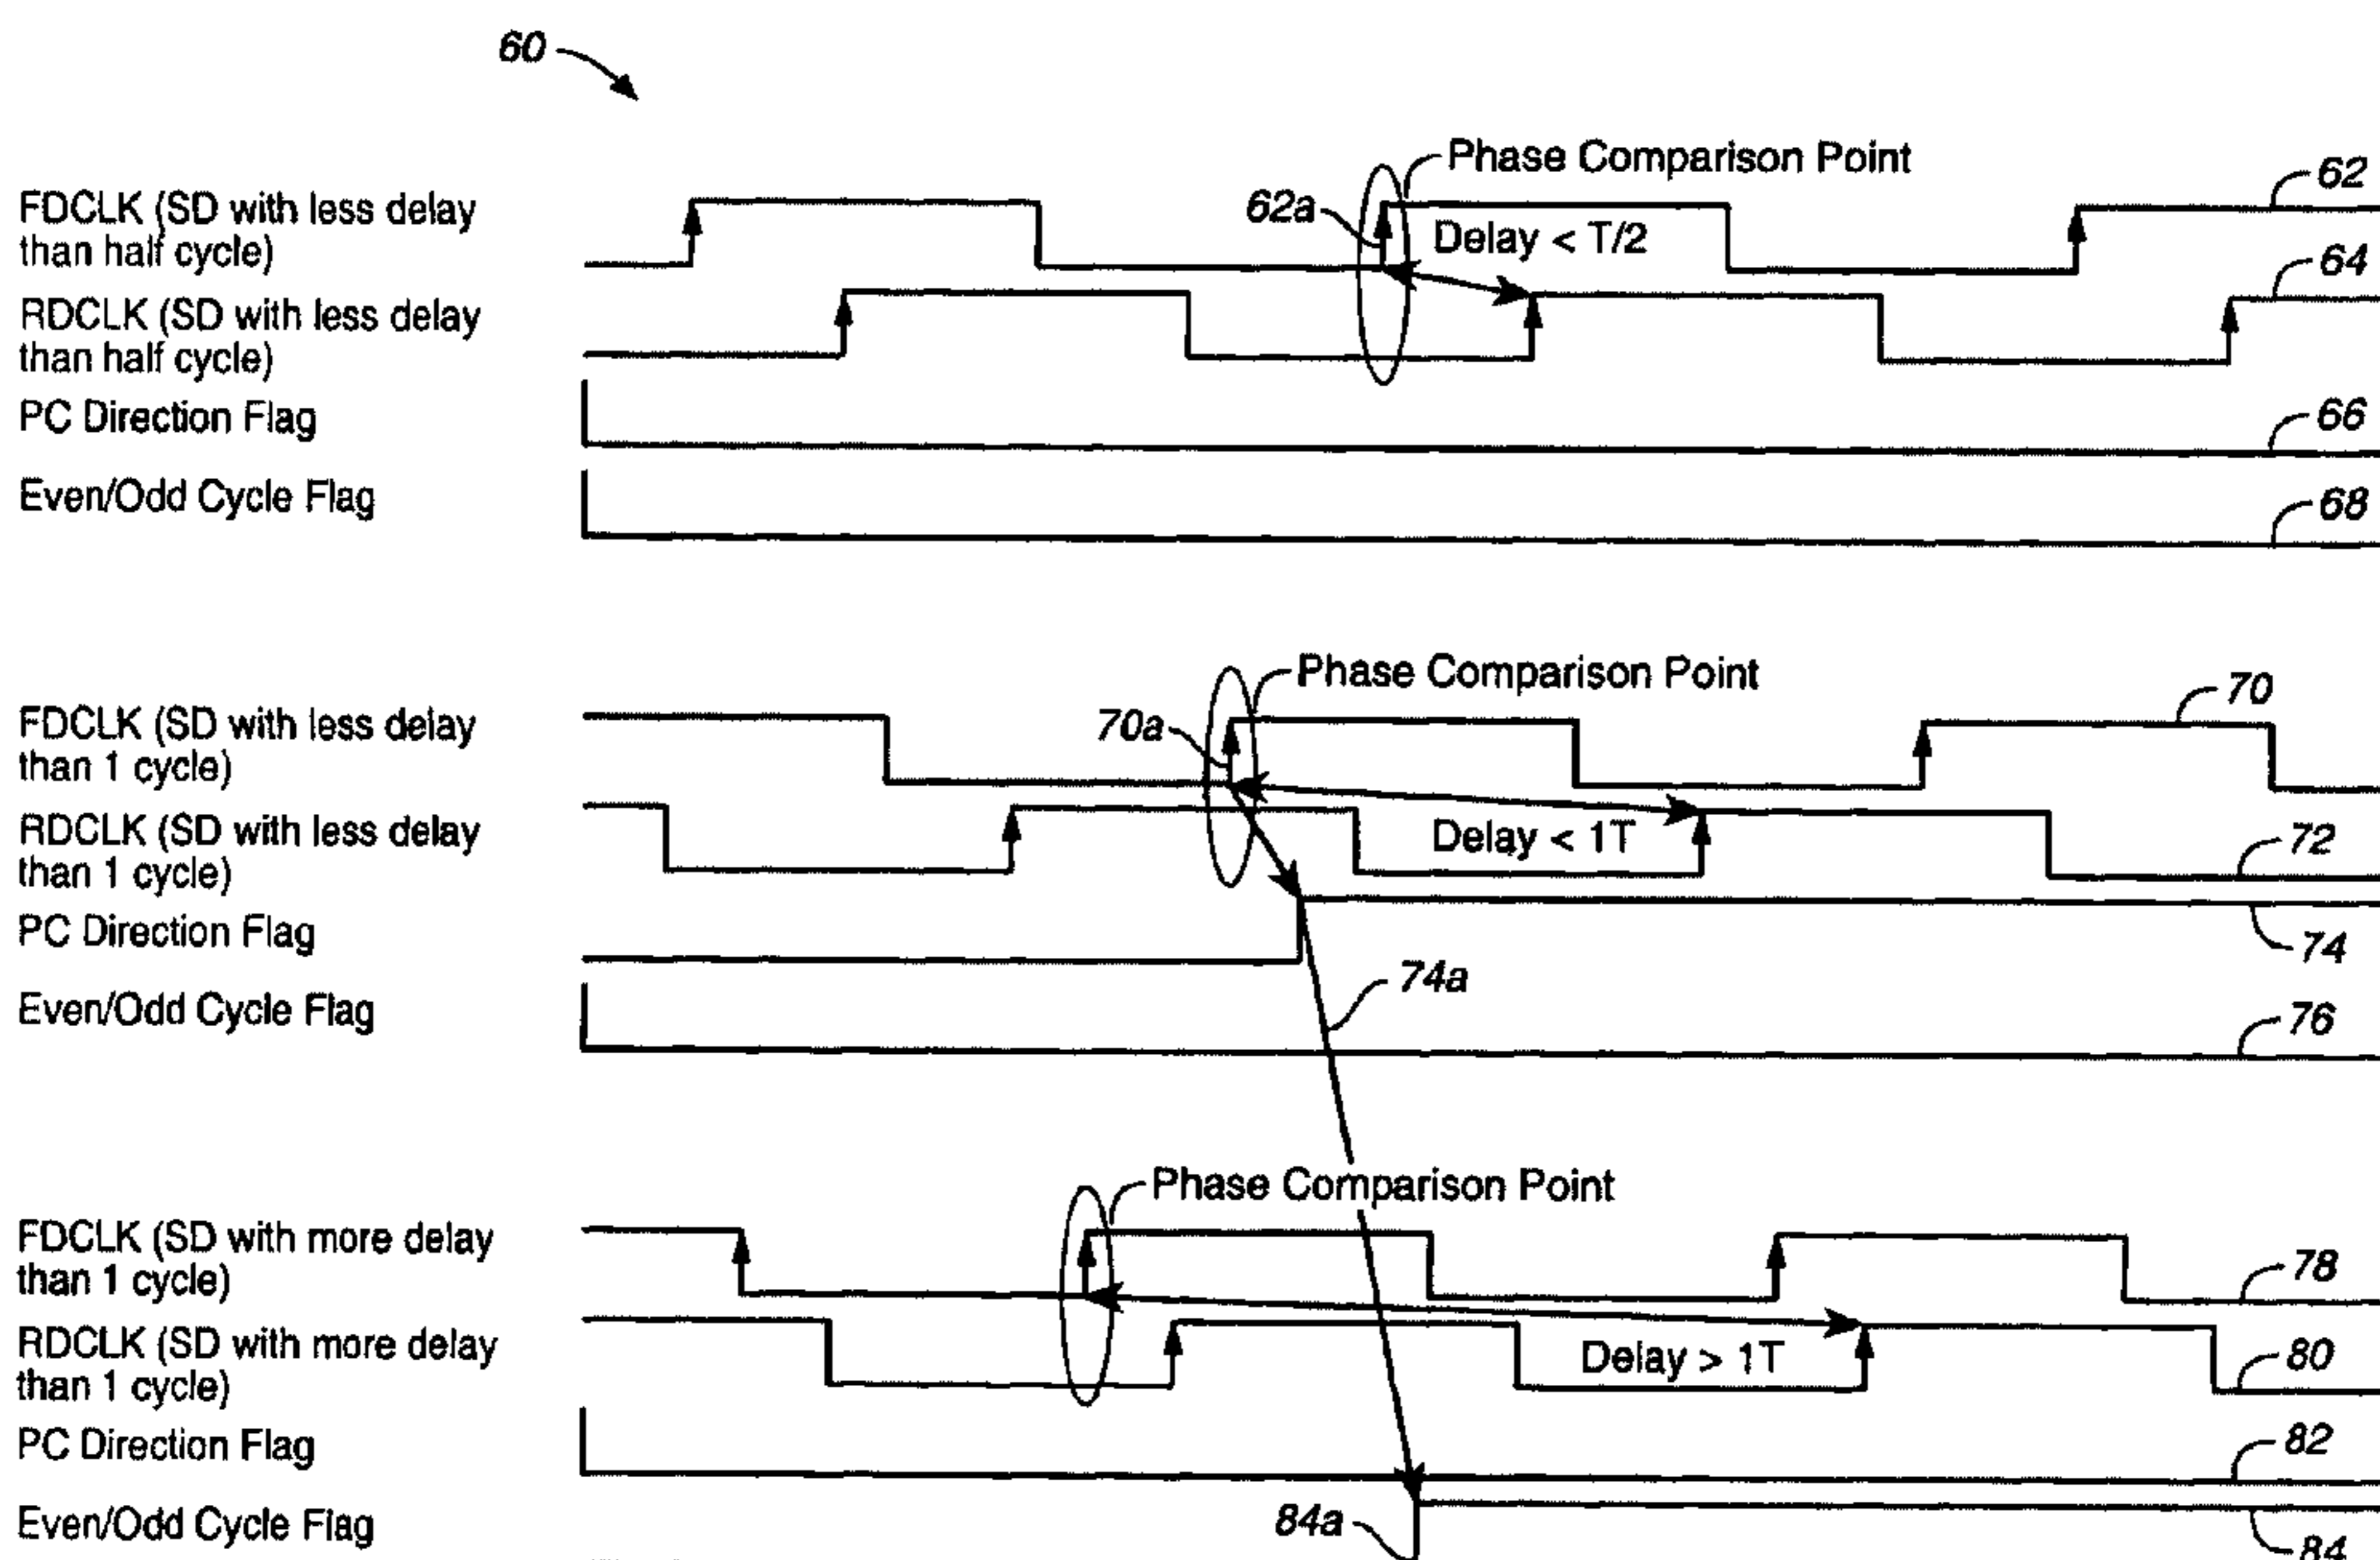 60
Phase Comparison Point
62
FDCLK (SD with less delay
than half cycle)
62a
Delay < T/2
64
RDCLK (SD with less delay
than half cycle)
PC Direction Flag
66
Even/Odd Cycle Flag
68
Phase Comparison Point
70
FDCLK (SD with less delay
than 1 cycle)
70a
RDCLK (SD with less delay
than 1 cycle)
Delay < 1T
72
PC Direction Flag
74
74a
Even/Odd Cycle Flag
76
Phase Comparison Point
FDCLK (SD with more delay
than 1 cycle)
78
RDCLK (SD with more delay
than 1 cycle)
Delay > 1T
80
PC Direction Flag
82
Even/Odd Cycle Flag
84a
84